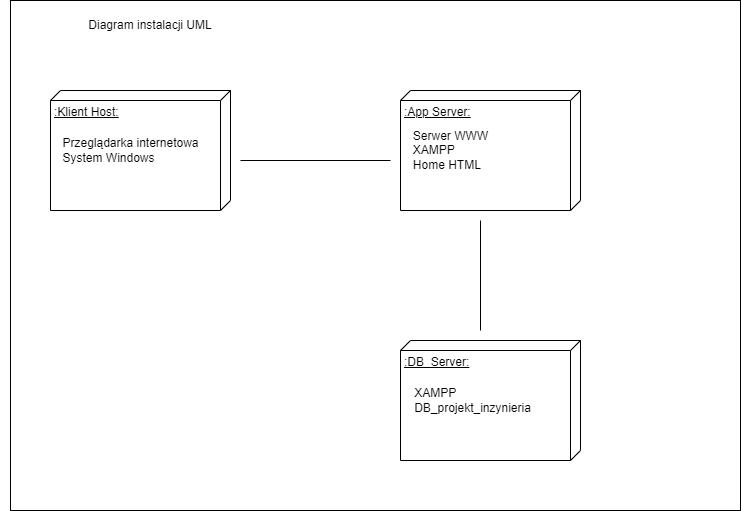 Diagram instalacji UML
:Klient Host:
Przeglądarka internetowa
System Windows
:App Server:
Serwer WWW
XAMPP
Home HTML
:DB_Server:
XAMPP
DB_projekt_inzynieria